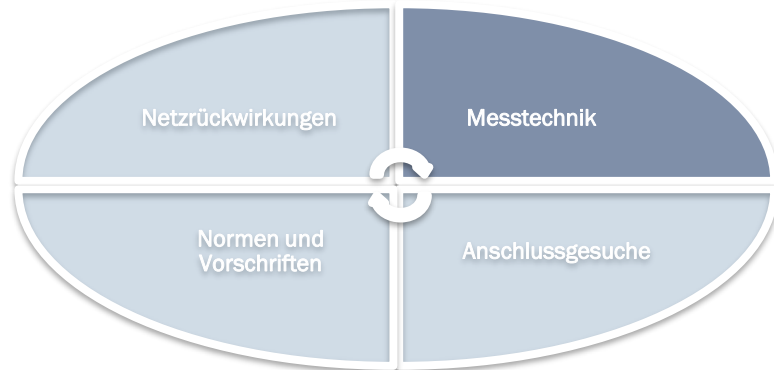 Netzrückwirkungen
Messtechnik
Normen und
Vorschriften
Anschlussgesuche